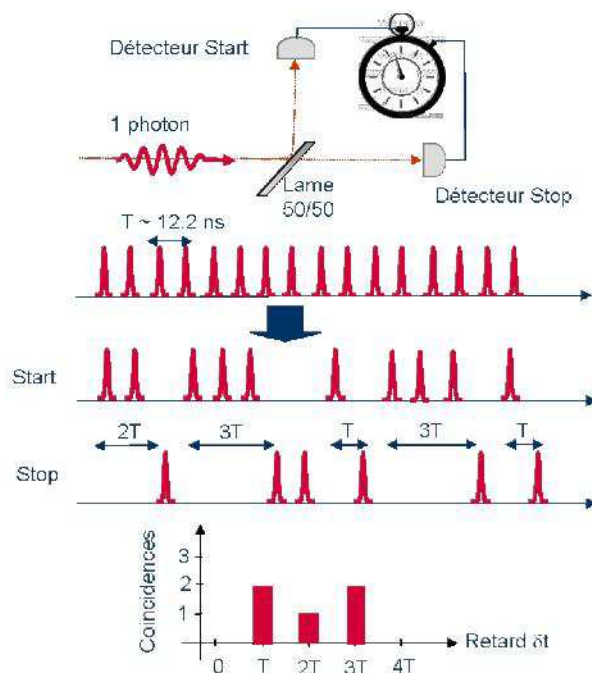 Détecteur Start
1 photon
Lame
50/50
Détecteur Stop
T ~ 12.2 ns
Start
2T 3T T 3T T
Stop
Coincidences
3
2
1
0 T 2T 3T 4T
Retard δt